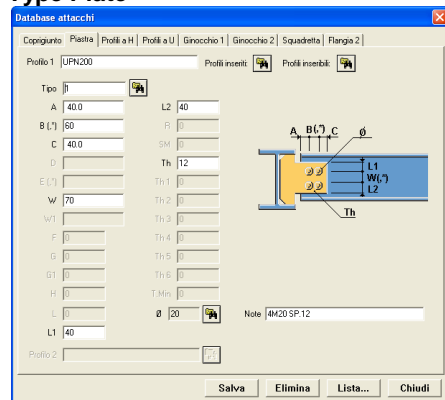 Type Plate
Database attacchi
Coprigiunto Piastra Profili a H Profili a U Ginocchio 1 Ginocchio 2 Squadretta Flangia 2
Profilo 1 UPN200 Profili inseriti: Profili inseribili:
Tipo 1
A 40.0 L2 40
B (,") 60 R 0
C 40.0 SM 0
D Th 12
E (,") Th 1 0
W 70 Th 2 0
W1 Th 3 0
F 0 Th 4 0
G 0 Th 5 0
G1 0 Th 6 0
H 0 T.Min 0
L 0 Ø 20 Note 4M20 SP.12
L1 40
Profilo 2
A B(,") C ø
L1
W(,")
L2
Th
Salva Elimina Lista... Chiudi